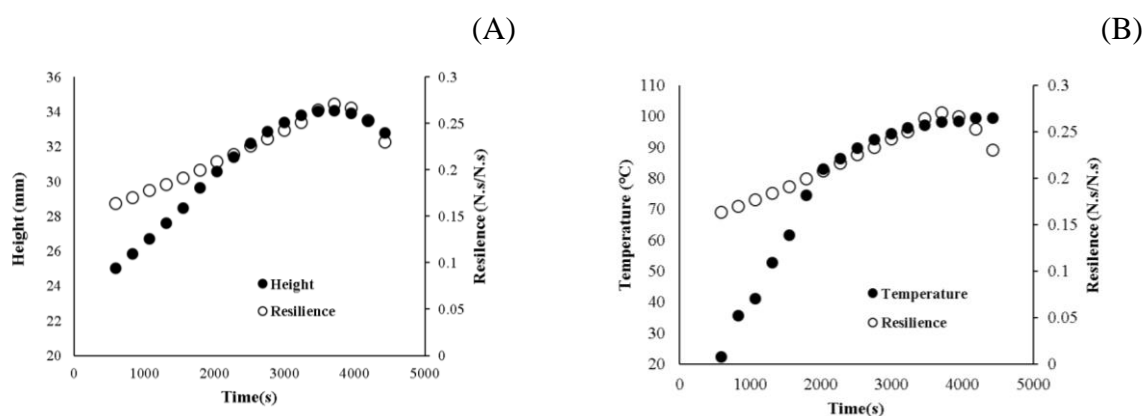 (A)
36
34
32
30
28
26
24
22
20
Height (mm)
0.3
0.25
0.2
0.15
0.1
0.05
0
Resilence (N.s/N.s)
Height
Resilience
0 1000 2000 3000 4000 5000
Time(s)
(B)
110
100
90
80
70
60
50
40
30
20
Temperature (°C)
0.3
0.25
0.2
0.15
0.1
0.05
0
Resilence (N.s/N.s)
Temperature
Resilience
0 1000 2000 3000 4000 5000
Time(s)